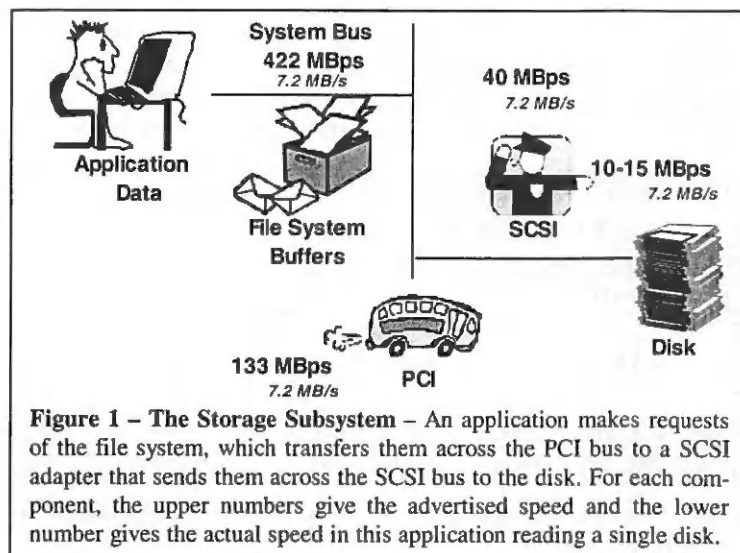 System Bus
422 MBps
7.2 MB/s
Application
Data
File System
Buffers
40 MBps
7.2 MB/s
10-15 MBps
7.2 MB/s
SCSI
Disk
133 MBps
7.2 MB/s
PCI
Figure 1 – The Storage Subsystem – An application makes requests
of the file system, which transfers them across the PCI bus to a SCSI
adapter that sends them across the SCSI bus to the disk. For each com-
ponent, the upper numbers give the advertised speed and the lower
number gives the actual speed in this application reading a single disk.